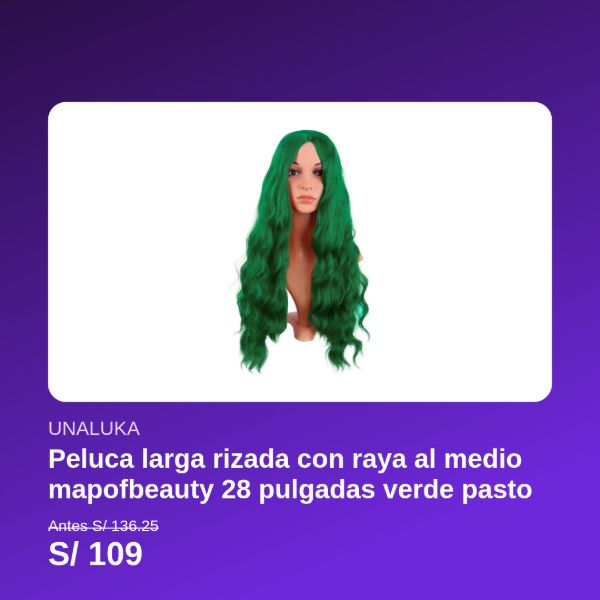 UNALUKA
Peluca larga rizada con raya al medio
mapofbeauty 28 pulgadas verde pasto
Antes S/ 136.25
S/ 109